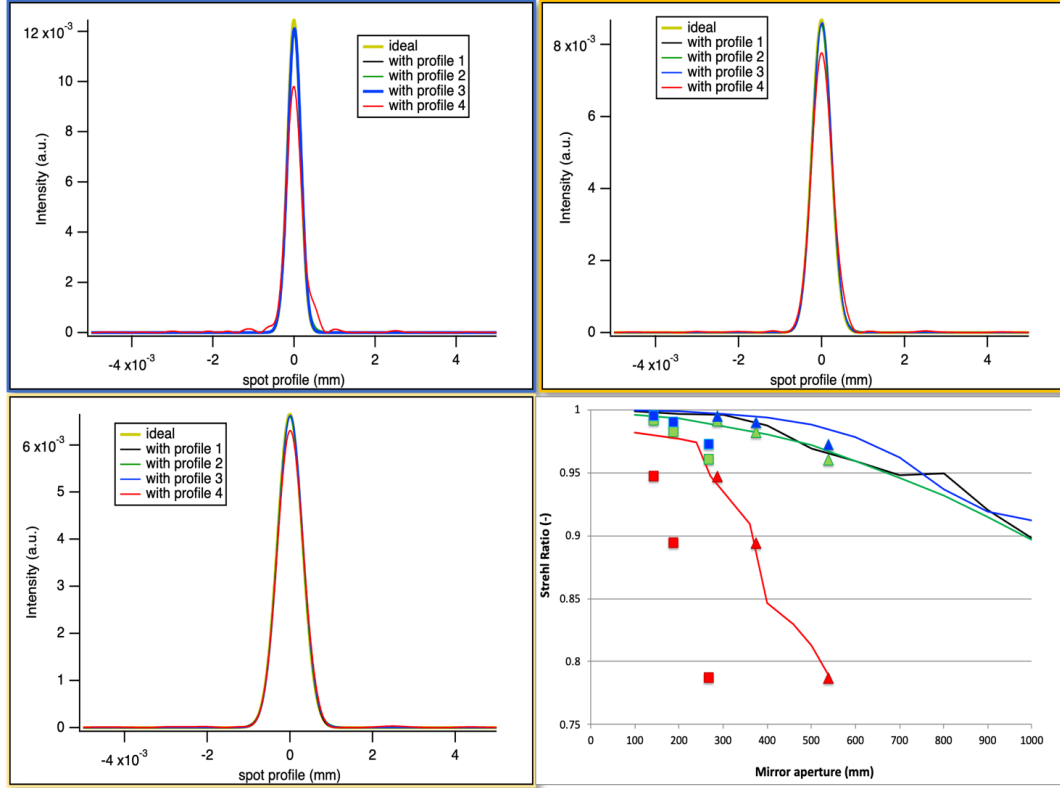 12 x10⁻³
10
8
6
4
2
0
Intensity (a.u.)
ideal
with profile 1
with profile 2
with profile 3
with profile 4
-4 x10⁻³
-2
0
2
4
spot profile (mm)
8 x10⁻³
6
4
2
0
Intensity (a.u.)
ideal
with profile 1
with profile 2
with profile 3
with profile 4
-4 x10⁻³
-2
0
2
4
spot profile (mm)
6 x10⁻³
5
4
3
2
1
0
Intensity (a.u.)
ideal
with profile 1
with profile 2
with profile 3
with profile 4
-4 x10⁻³
-2
0
2
4
spot profile (mm)
1
0.95
0.9
0.85
0.8
0.75
Strehl Ratio (-)
0
100
200
300
400
500
600
700
800
900
1000
Mirror aperture (mm)